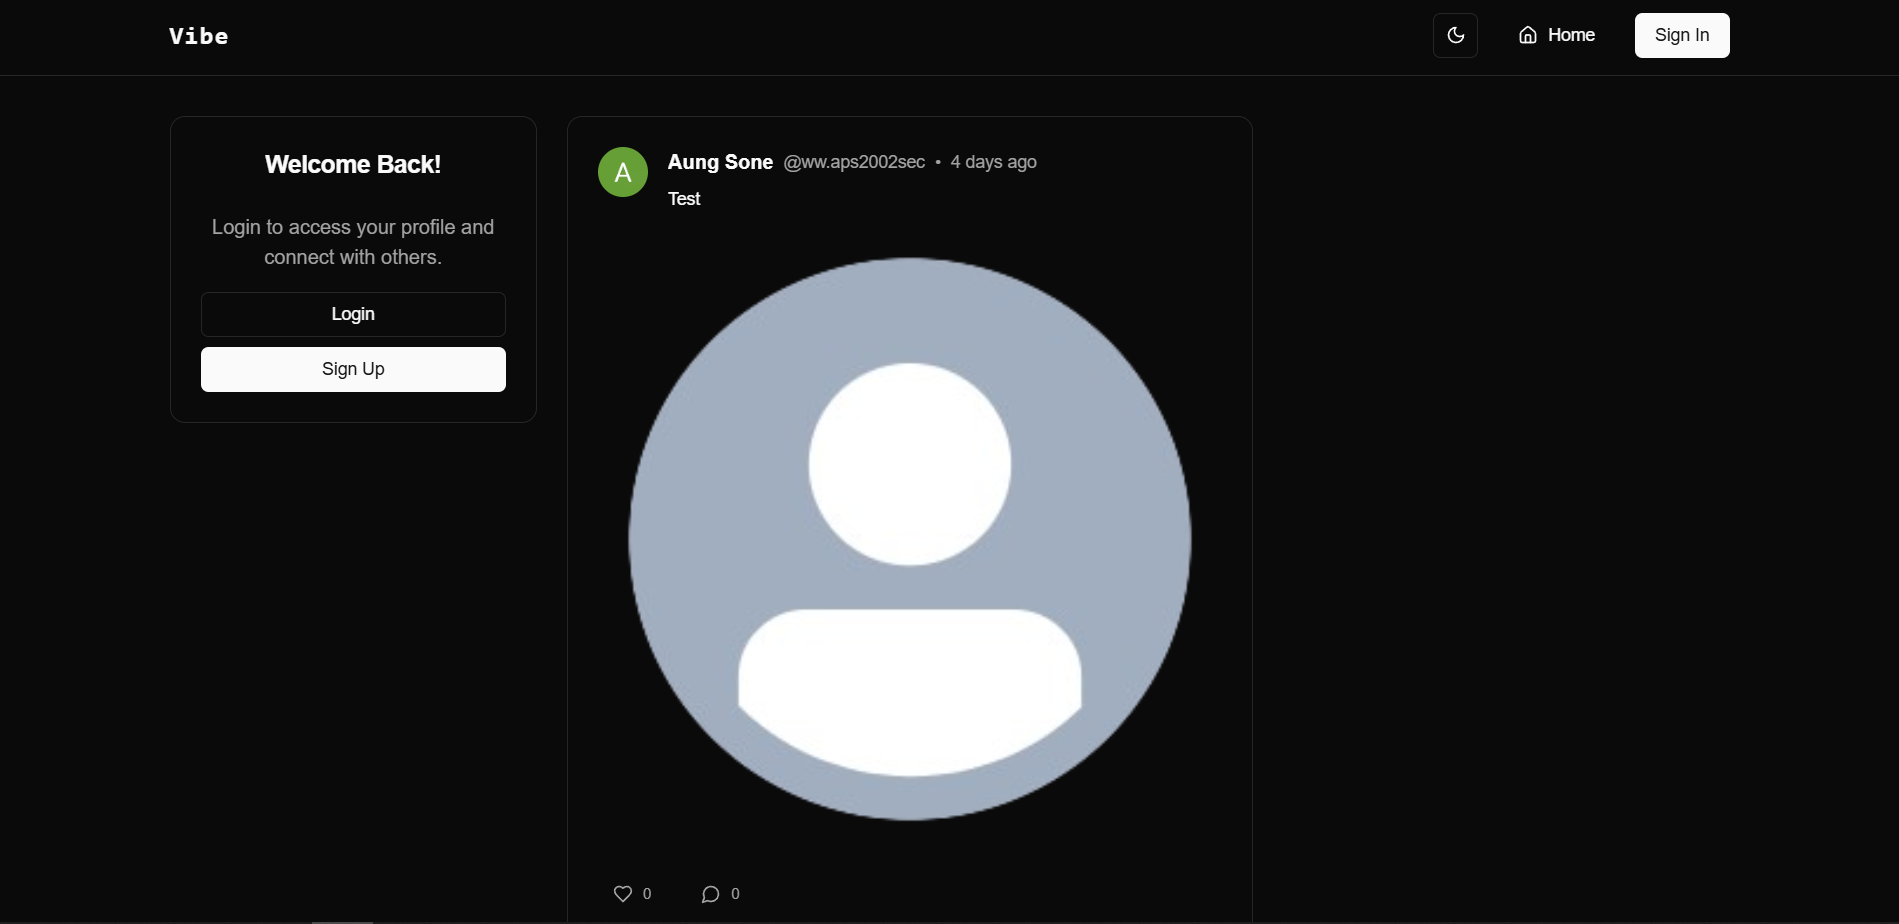 Vibe
Home
Sign In
Welcome Back!
Login to access your profile and
connect with others.
Login
Sign Up
A
Aung Sone @ww.aps2002sec • 4 days ago
Test
0 0